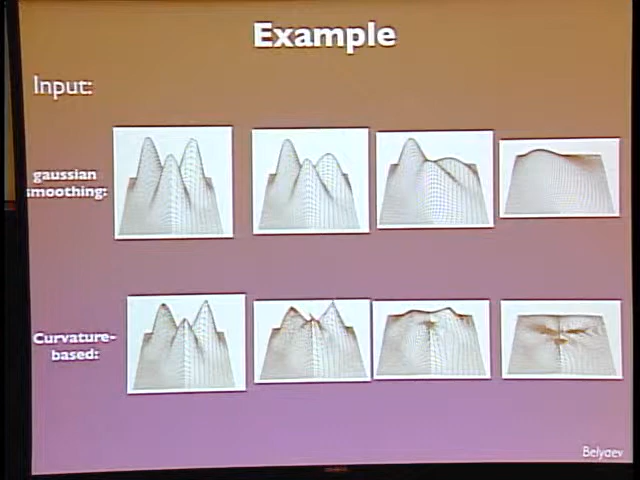 Example
Input:
gaussian
smoothing:
Curvature-
based:
Belyaev